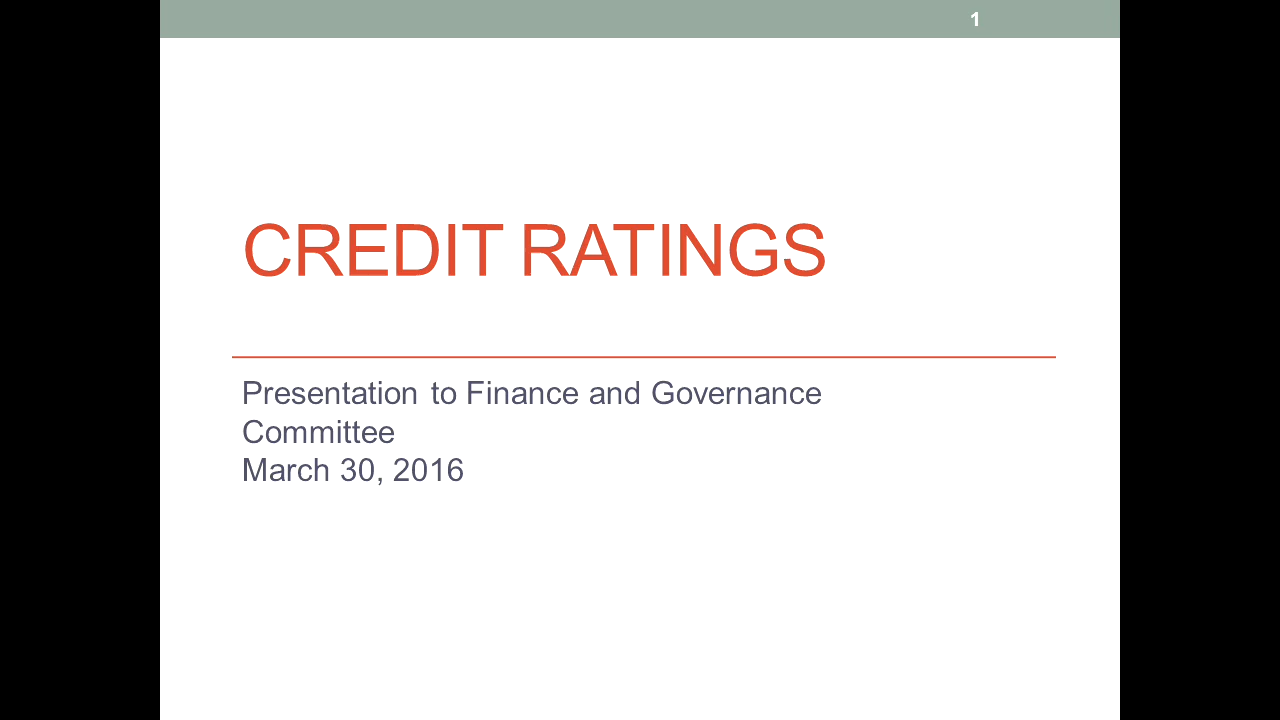 1
CREDIT RATINGS
Presentation to Finance and Governance
Committee
March 30, 2016